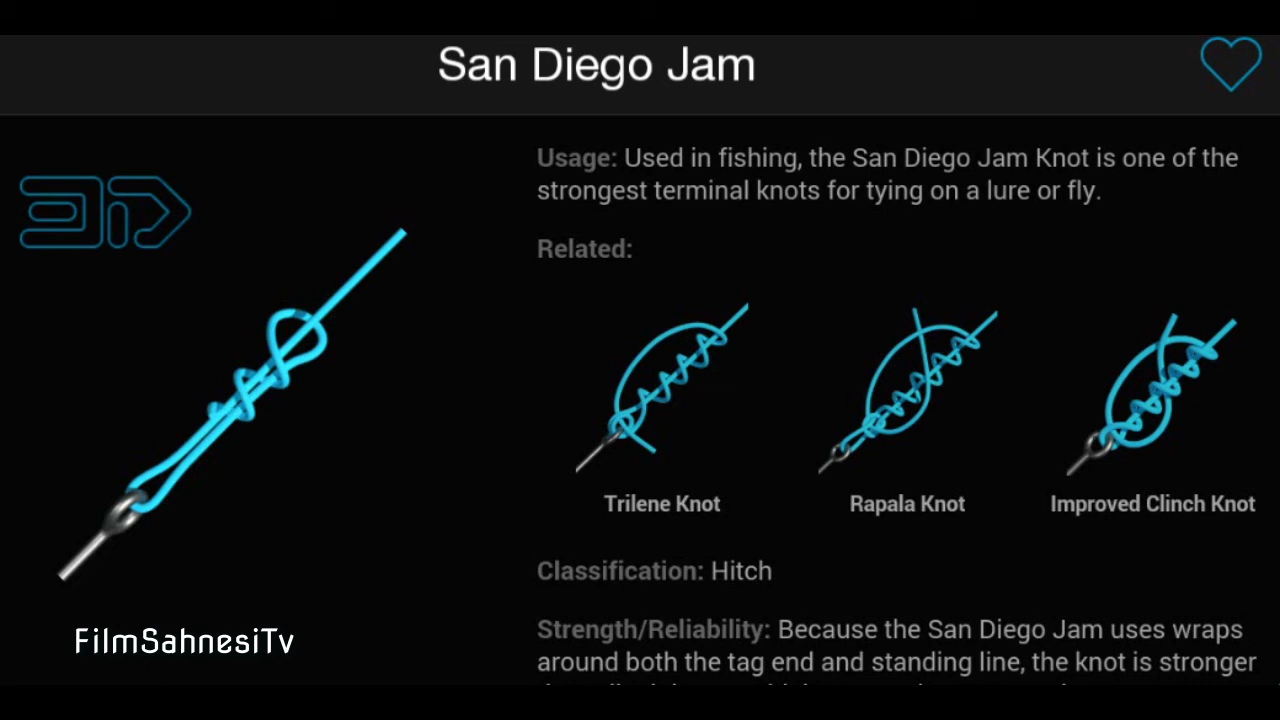 San Diego Jam
3D
Usage: Used in fishing, the San Diego Jam Knot is one of the
strongest terminal knots for tying on a lure or fly.
Related:
Trilene Knot
Rapala Knot
Improved Clinch Knot
Classification: Hitch
Strength/Reliability: Because the San Diego Jam uses wraps
around both the tag end and standing line, the knot is stronger
FilmSahnesiTv